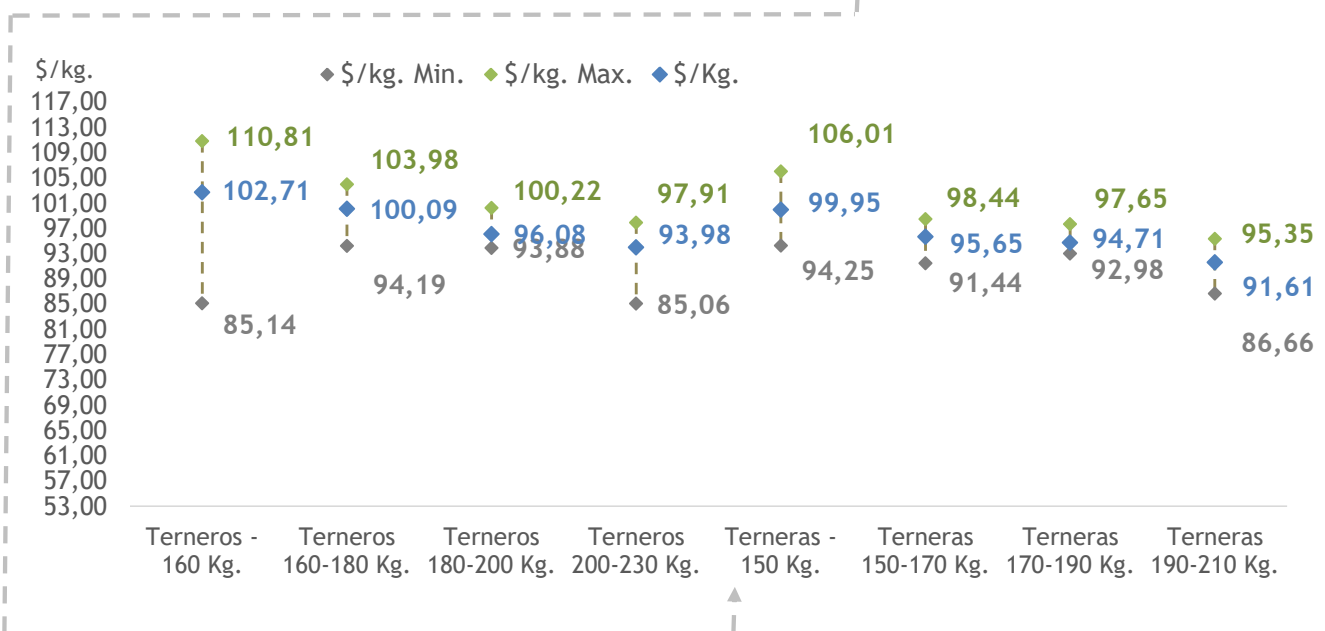 $/kg.
$/kg. Min. $/kg. Max. $/Kg.
117,00
113,00
109,00
105,00
101,00
97,00
93,00
89,00
85,00
81,00
77,00
73,00
69,00
65,00
61,00
57,00
53,00
110,81
102,71
85,14
103,98
100,09
94,19
100,22
96,08
93,88
97,91
93,98
85,06
106,01
99,95
94,25
98,44
95,65
91,44
97,65
94,71
92,98
95,35
91,61
86,66
Terneros -
160 Kg.
Terneros
160-180 Kg.
Terneros
180-200 Kg.
Terneros
200-230 Kg.
Terneras -
150 Kg.
Terneras
150-170 Kg.
Terneras
170-190 Kg.
Terneras
190-210 Kg.